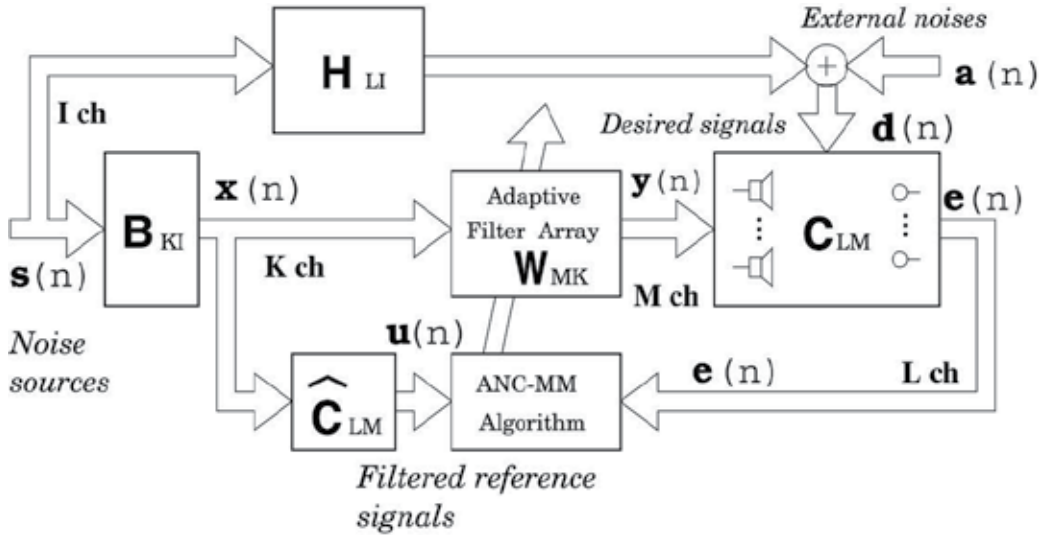 External noises
H LI
+
a (n)
I ch
Desired signals
d (n)
x (n)
Adaptive
Filter Array
W MK
y (n)
e (n)
B KI
C LM
s (n)
K ch
M ch
Noise
sources
u (n)
ANC-MM
Algorithm
e (n)
L ch
Ĉ LM
Filtered reference
signals